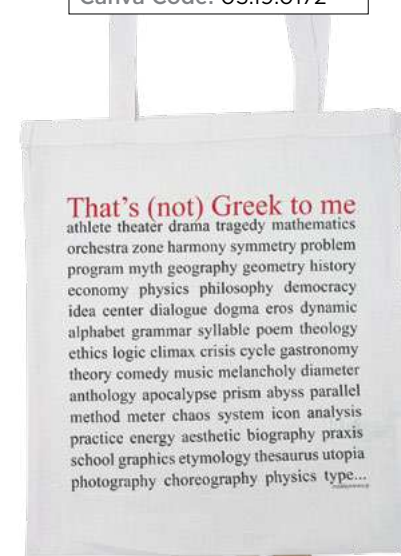 Canva Code: 05.15.0172
That's (not) Greek to me
athlete theater drama tragedy mathematics
orchestra zone harmony symmetry problem
program myth geography geometry history
economy physics philosophy democracy
idea center dialogue dogma eros dynamic
alphabet grammar syllable poem theology
ethics logic climax crisis cycle gastronomy
theory comedy music melancholy diameter
anthology apocalypse prism abyss parallel
method meter chaos system icon analysis
practice energy aesthetic biography praxis
school graphics etymology thesaurus utopia
photography choreography physics type...